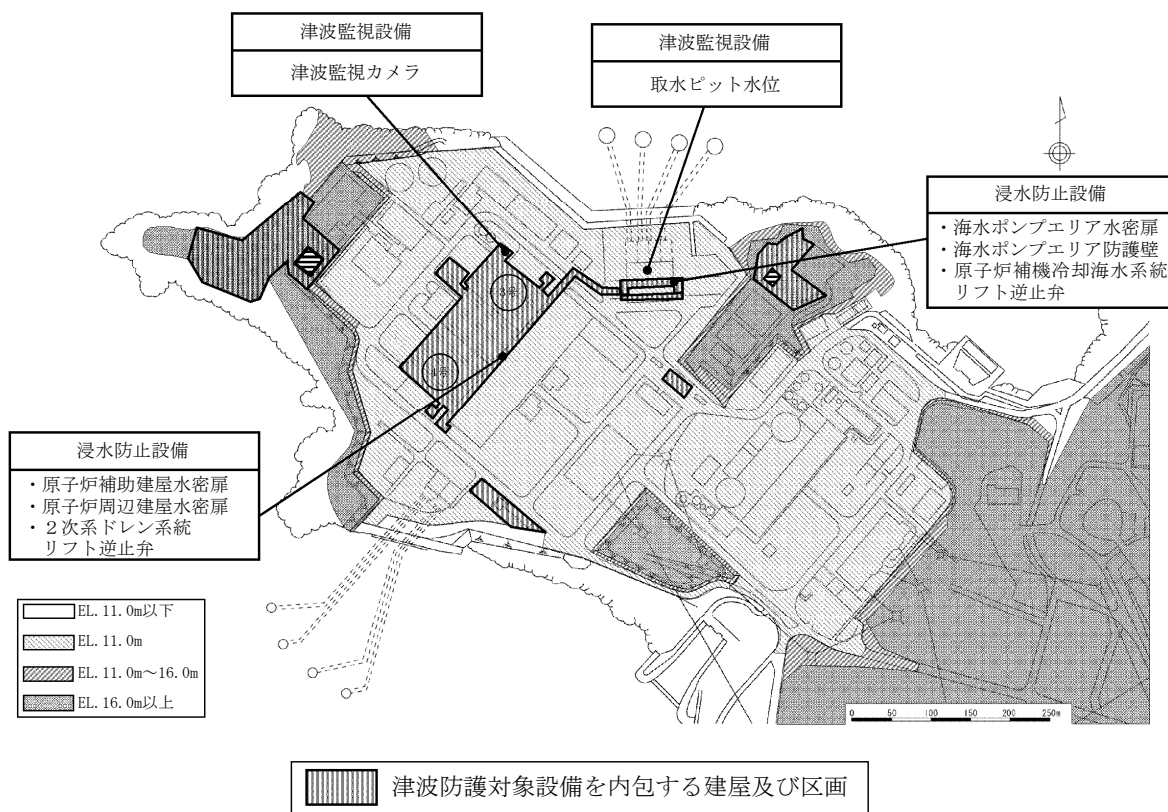 津波監視設備
津波監視カメラ
津波監視設備
取水ピット水位
浸水防止設備
・海水ポンプエリア水密扉
・海水ポンプエリア防護壁
・原子炉補機冷却海水系統
リフト逆止弁
3号
4号
浸水防止設備
・原子炉補助建屋水密扉
・原子炉周辺建屋水密扉
・2次系ドレン系統
リフト逆止弁
EL.11.0m以下
EL.11.0m
EL.11.0m～16.0m
EL.16.0m以上
0 50 100 150 200 250m
津波防護対象設備を内包する建屋及び区画